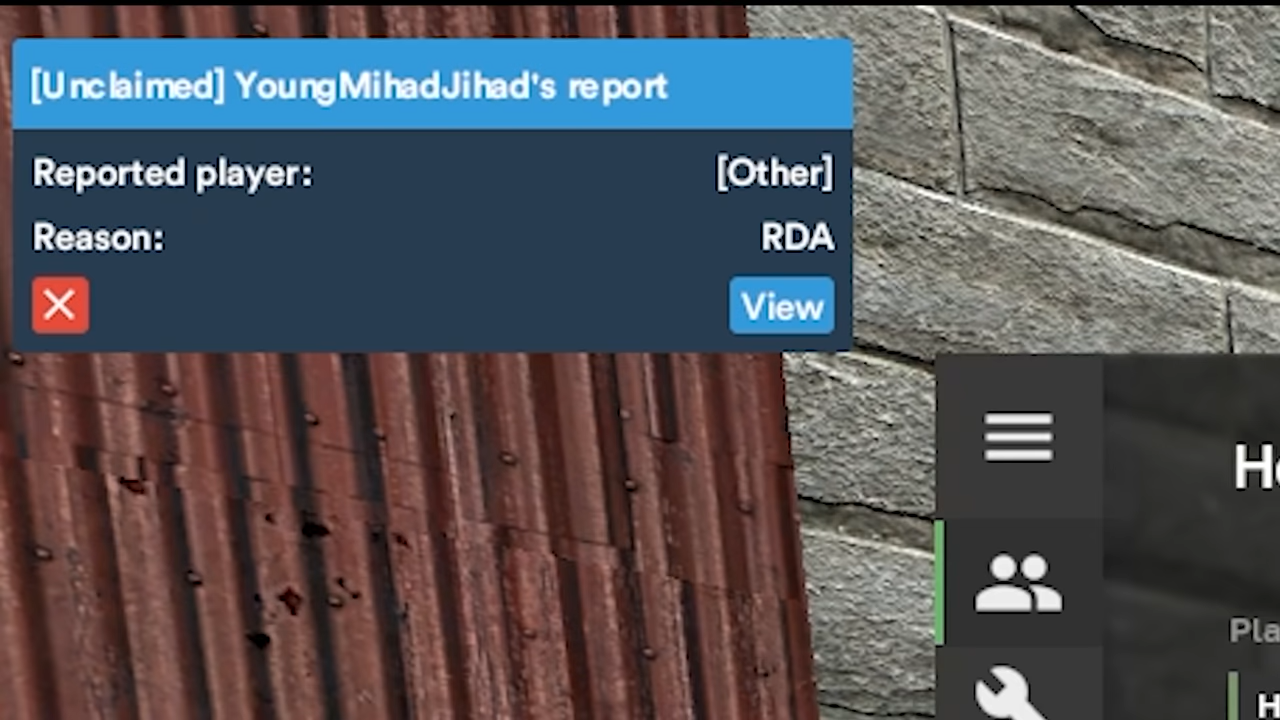 [Unclaimed] YoungMihadJihad's report
Reported player: [Other]
Reason: RDA
View